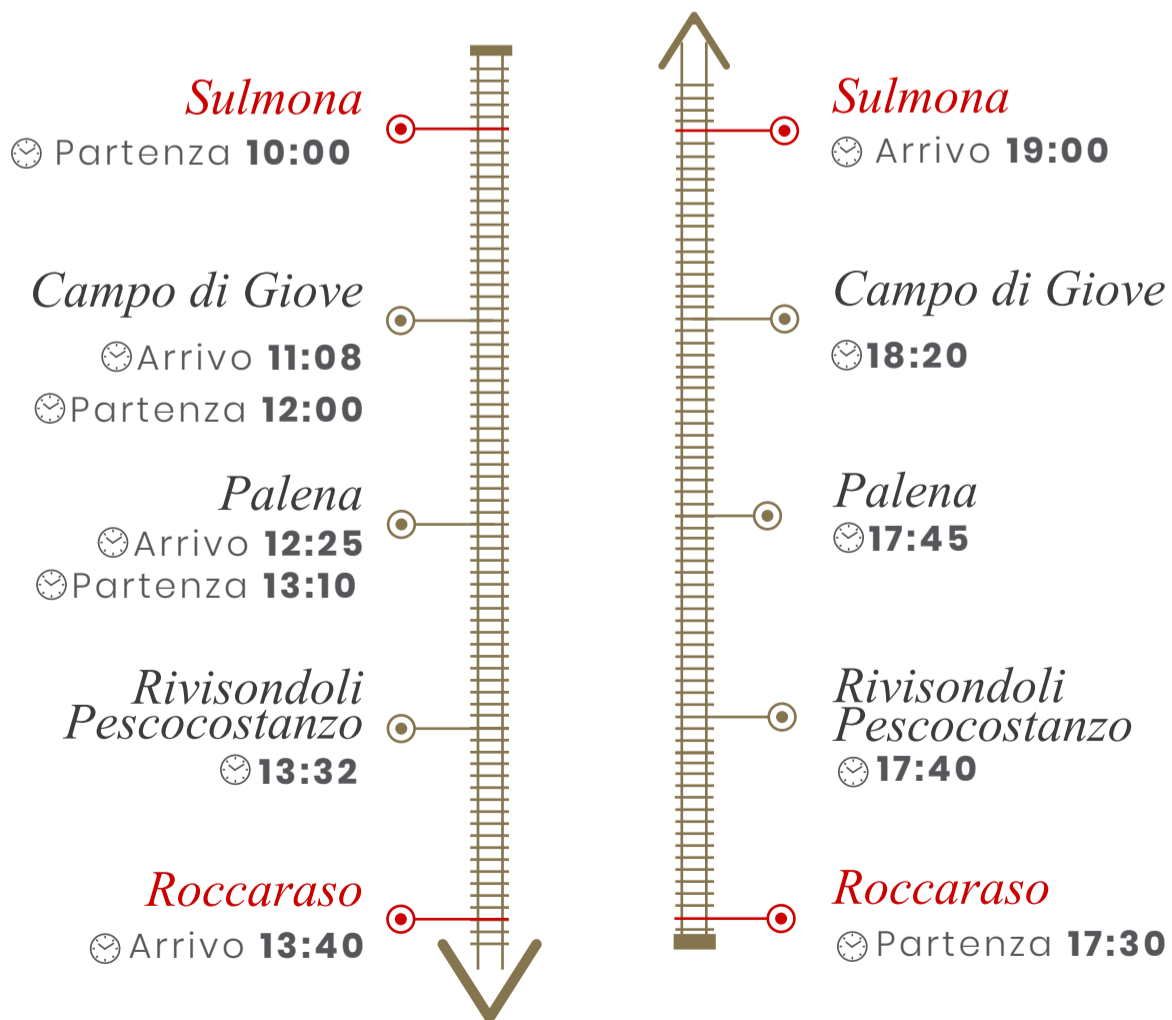 Sulmona
Partenza 10:00
Campo di Giove
Arrivo 11:08
Partenza 12:00
Palena
Arrivo 12:25
Partenza 13:10
Rivisondoli
Pescocostanzo
13:32
Roccaraso
Arrivo 13:40
Sulmona
Arrivo 19:00
Campo di Giove
18:20
Palena
17:45
Rivisondoli
Pescocostanzo
17:40
Roccaraso
Partenza 17:30